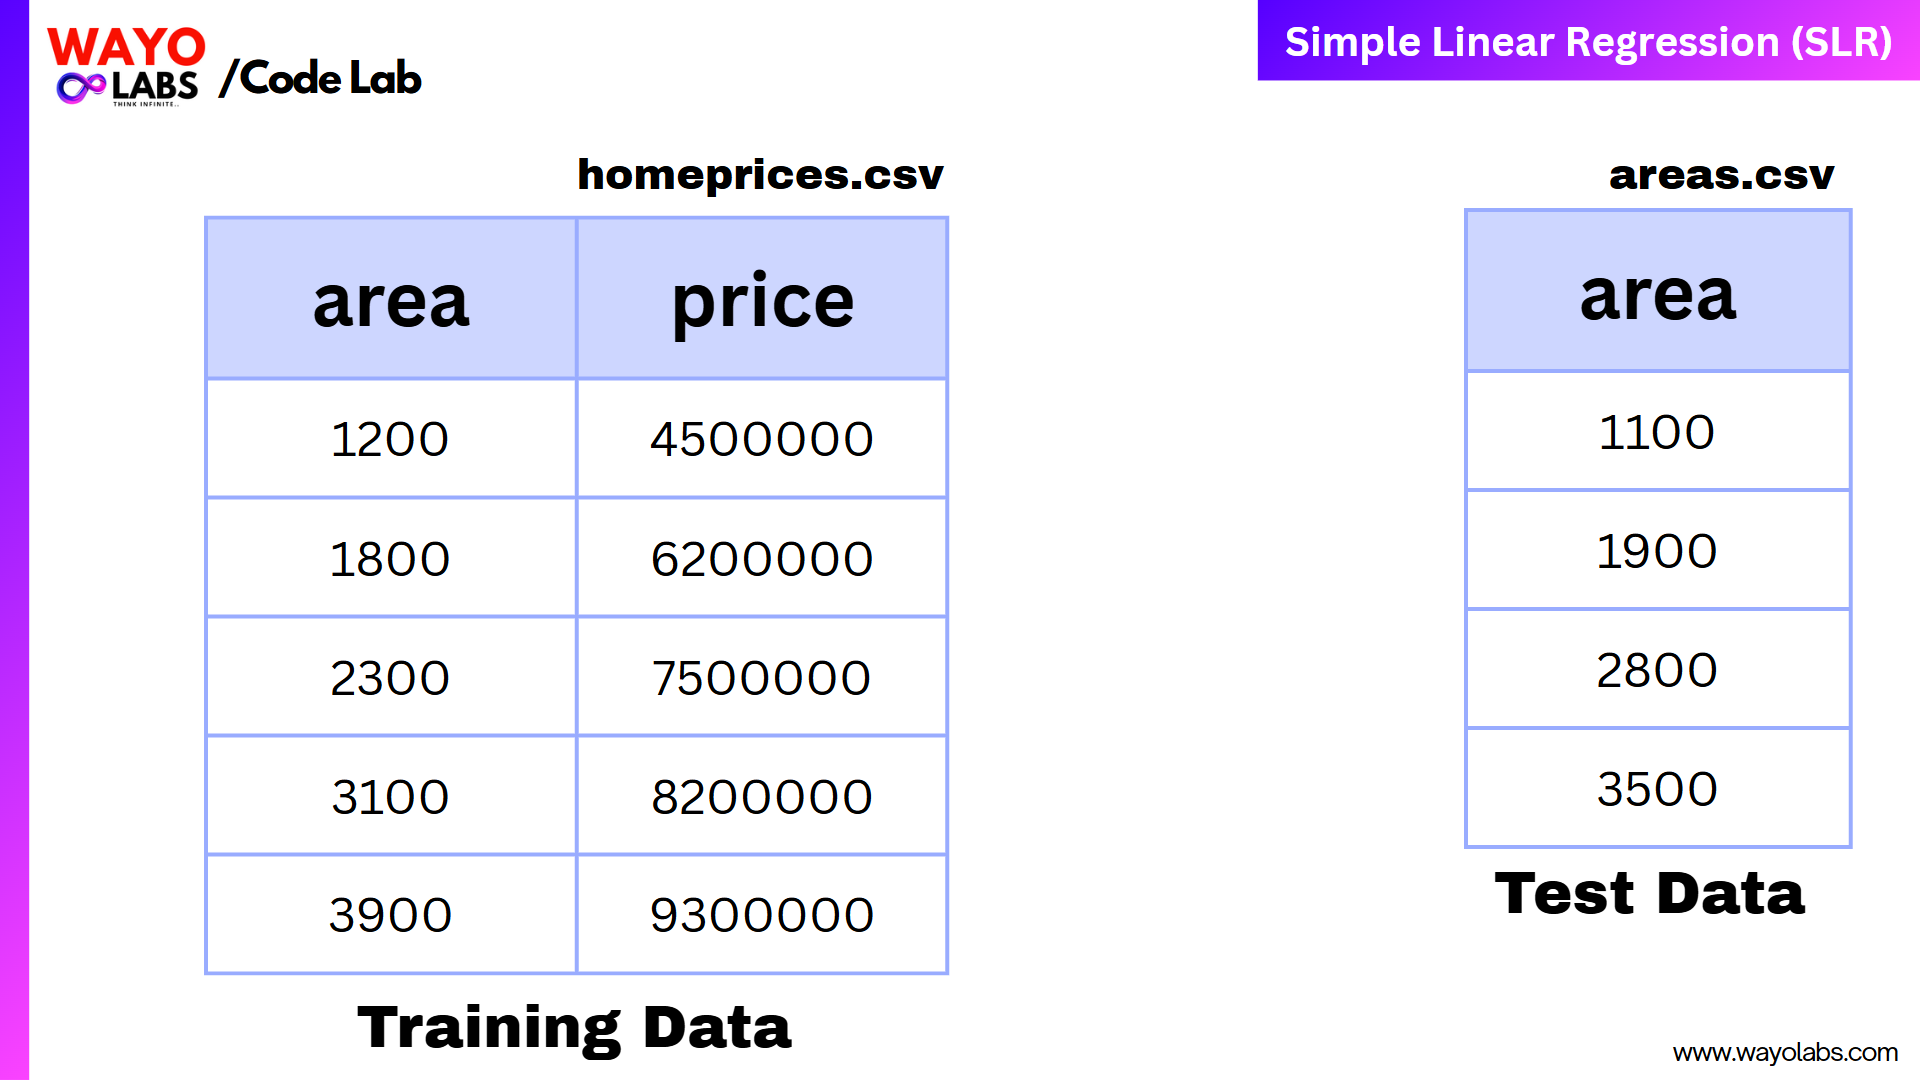 WAYO
LABS
THINK INFINITE..
/Code Lab
Simple Linear Regression (SLR)
homeprices.csv
area price
1200 4500000
1800 6200000
2300 7500000
3100 8200000
3900 9300000
Training Data
areas.csv
area
1100
1900
2800
3500
Test Data
www.wayolabs.com